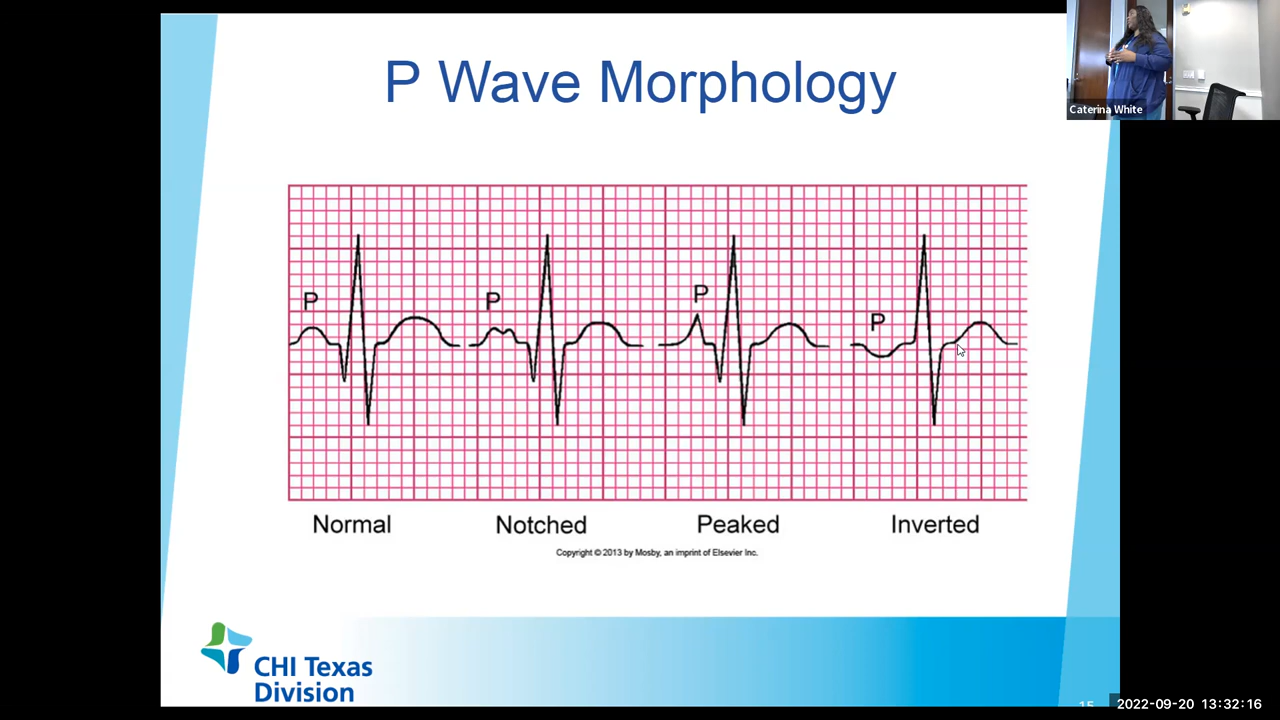 P Wave Morphology
Caterina White
P
P
P
P
Normal
Notched
Peaked
Inverted
Copyright © 2013 by Mosby, an imprint of Elsevier Inc.
CHI Texas
Division
15
2022-09-20 13:32:16